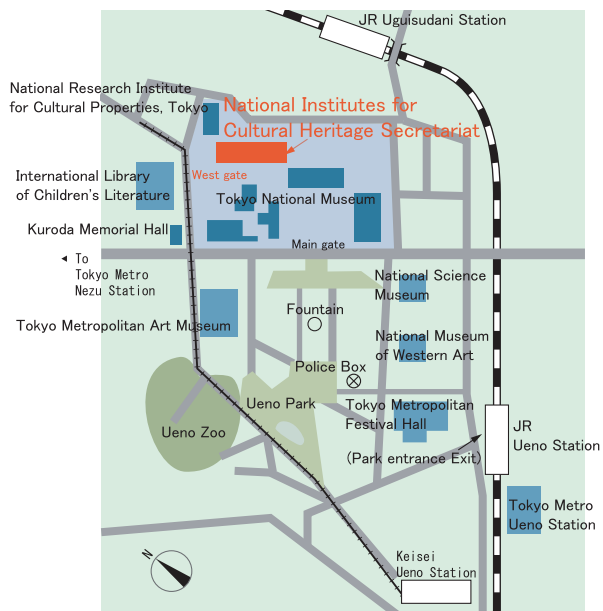 JR Uguisudani Station
National Research Institute
for Cultural Properties, Tokyo
National Institutes for
Cultural Heritage Secretariat
West gate
International Library
of Children's Literature
Tokyo National Museum
Kuroda Memorial Hall
Main gate
◀ To
Tokyo Metro
Nezu Station
National Science
Museum
Fountain
Tokyo Metropolitan Art Museum
National Museum
of Western Art
Police Box
Ueno Park
Tokyo Metropolitan
Festival Hall
Ueno Zoo
JR
Ueno Station
(Park entrance Exit)
Tokyo Metro
Ueno Station
Keisei
Ueno Station
N